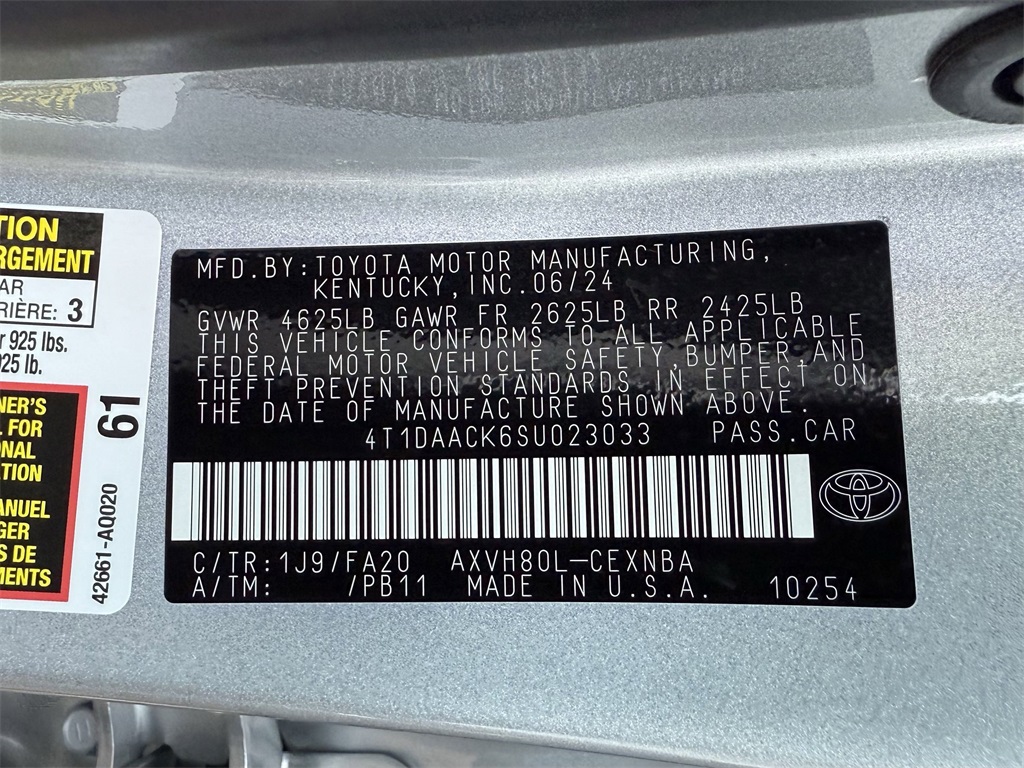 TION
RGEMENT
AR
RIÈRE: 3
r 925 lbs.
925 lb.
NER'S
L FOR
ONAL
TION
ANUEL
GER
S DE
MENTS
61
42661-AQ020
MFD.BY:TOYOTA MOTOR MANUFACTURING,
KENTUCKY,INC.06/24
GVWR 4625LB GAWR FR 2625LB RR 2425LB
THIS VEHICLE CONFORMS TO ALL APPLICABLE
FEDERAL MOTOR VEHICLE SAFETY,BUMPER,AND
THEFT PREVENTION STANDARDS IN EFFECT ON
THE DATE OF MANUFACTURE SHOWN ABOVE.
4T1DAACK6SU023033 PASS.CAR
C/TR:1J9/FA20 AXVH80L-CEXNBA
A/TM: /PB11 MADE IN U.S.A. 10254